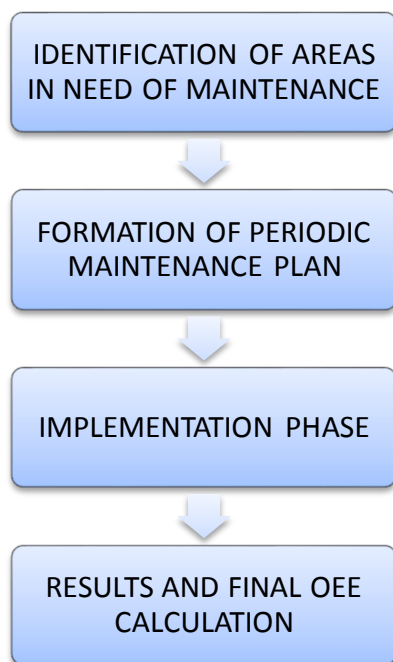 IDENTIFICATION OF AREAS
IN NEED OF MAINTENANCE
FORMATION OF PERIODIC
MAINTENANCE PLAN
IMPLEMENTATION PHASE
RESULTS AND FINAL OEE
CALCULATION